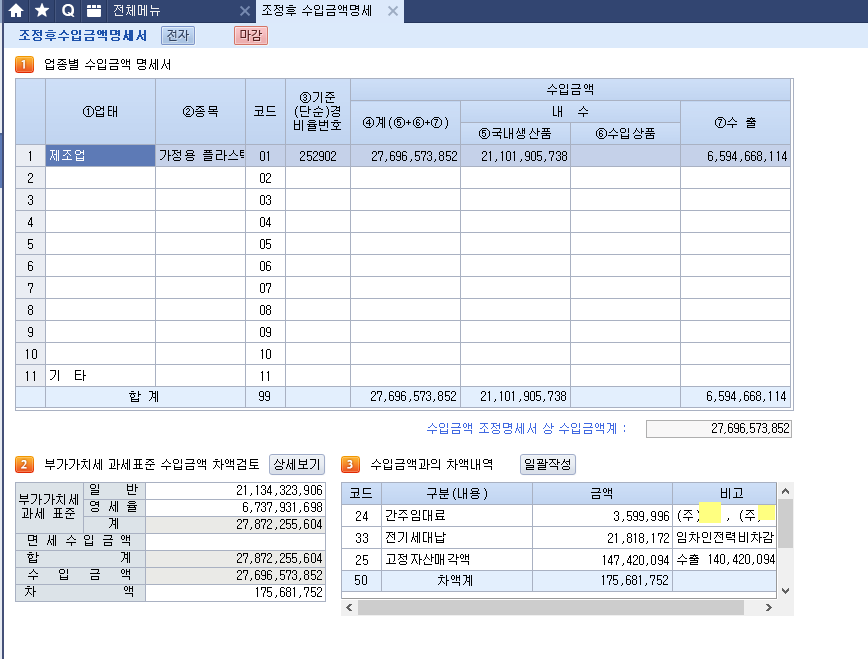 전체메뉴 조정후 수입금액명세
조정후수입금액명세서 전자 마감
1 업종별 수입금액 명세서
①업태 ②종목 코드 ③기준(단순)경비율번호 수입금액
④계(⑤+⑥+⑦) 내 수 ⑦수 출
⑤국내생산품 ⑥수입상품
1 제조업 가정용 플라스틱 01 252902 27,696,573,852 21,101,905,738 6,594,668,114
2 02
3 03
4 04
5 05
6 06
7 07
8 08
9 09
10 10
11 기 타 11
합 계 99 27,696,573,852 21,101,905,738 6,594,668,114
수입금액 조정명세서 상 수입금액계 : 27,696,573,852
2 부가가치세 과세표준 수입금액 차액검토 상세보기
부가가치세 과세 표준
일 반 21,134,323,906
영 세 율 6,737,931,698
계 27,872,255,604
면 세 수 입 금 액
합 계 27,872,255,604
수 입 금 액 27,696,573,852
차 액 175,681,752
3 수입금액과의 차액내역 일괄작성
코드 구분(내용) 금액 비고
24 간주임대료 3,599,996 (주) , (주)
33 전기세대납 21,818,172 임차인전력비차감
25 고정자산매각액 147,420,094 수출 140,420,094
50 차액계 175,681,752